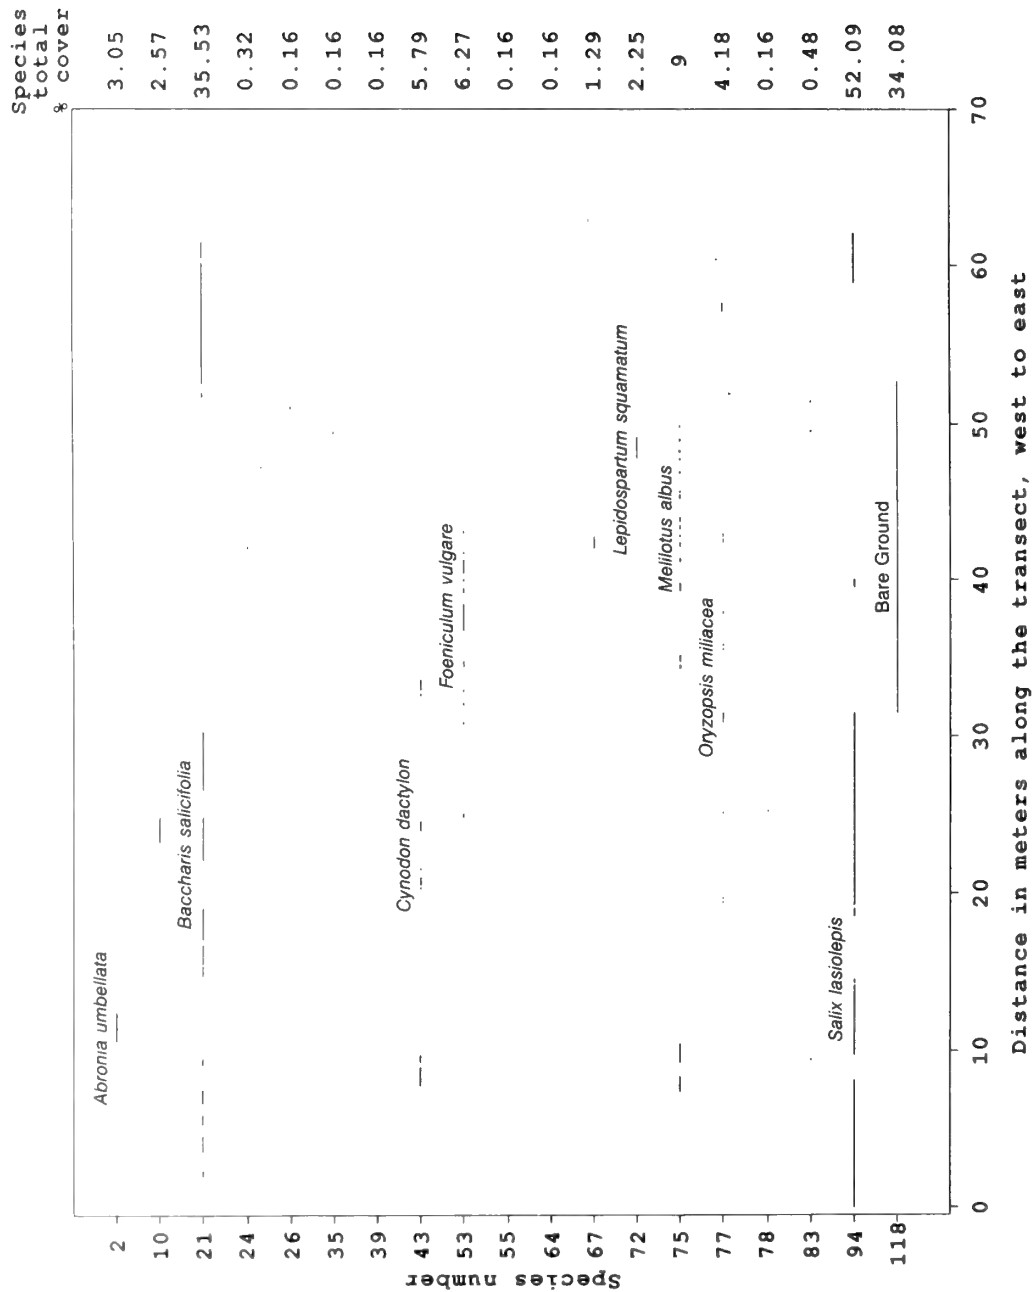 Species
total
% cover
2 3.05
Abronia umbellata
10 2.57
21 35.53
Baccharis salicifolia
24 0.32
26 0.16
35 0.16
39 0.16
43 5.79
Cynodon dactylon
53 6.27
Foeniculum vulgare
55 0.16
64 0.16
67 1.29
72 2.25
Lepidospartum squamatum
75 9
Melilotus albus
77 4.18
Oryzopsis miliacea
78 0.16
83 0.48
94 52.09
Salix lasiolepis
118 34.08
Bare Ground
Species number
0 10 20 30 40 50 60 70
Distance in meters along the transect, west to east